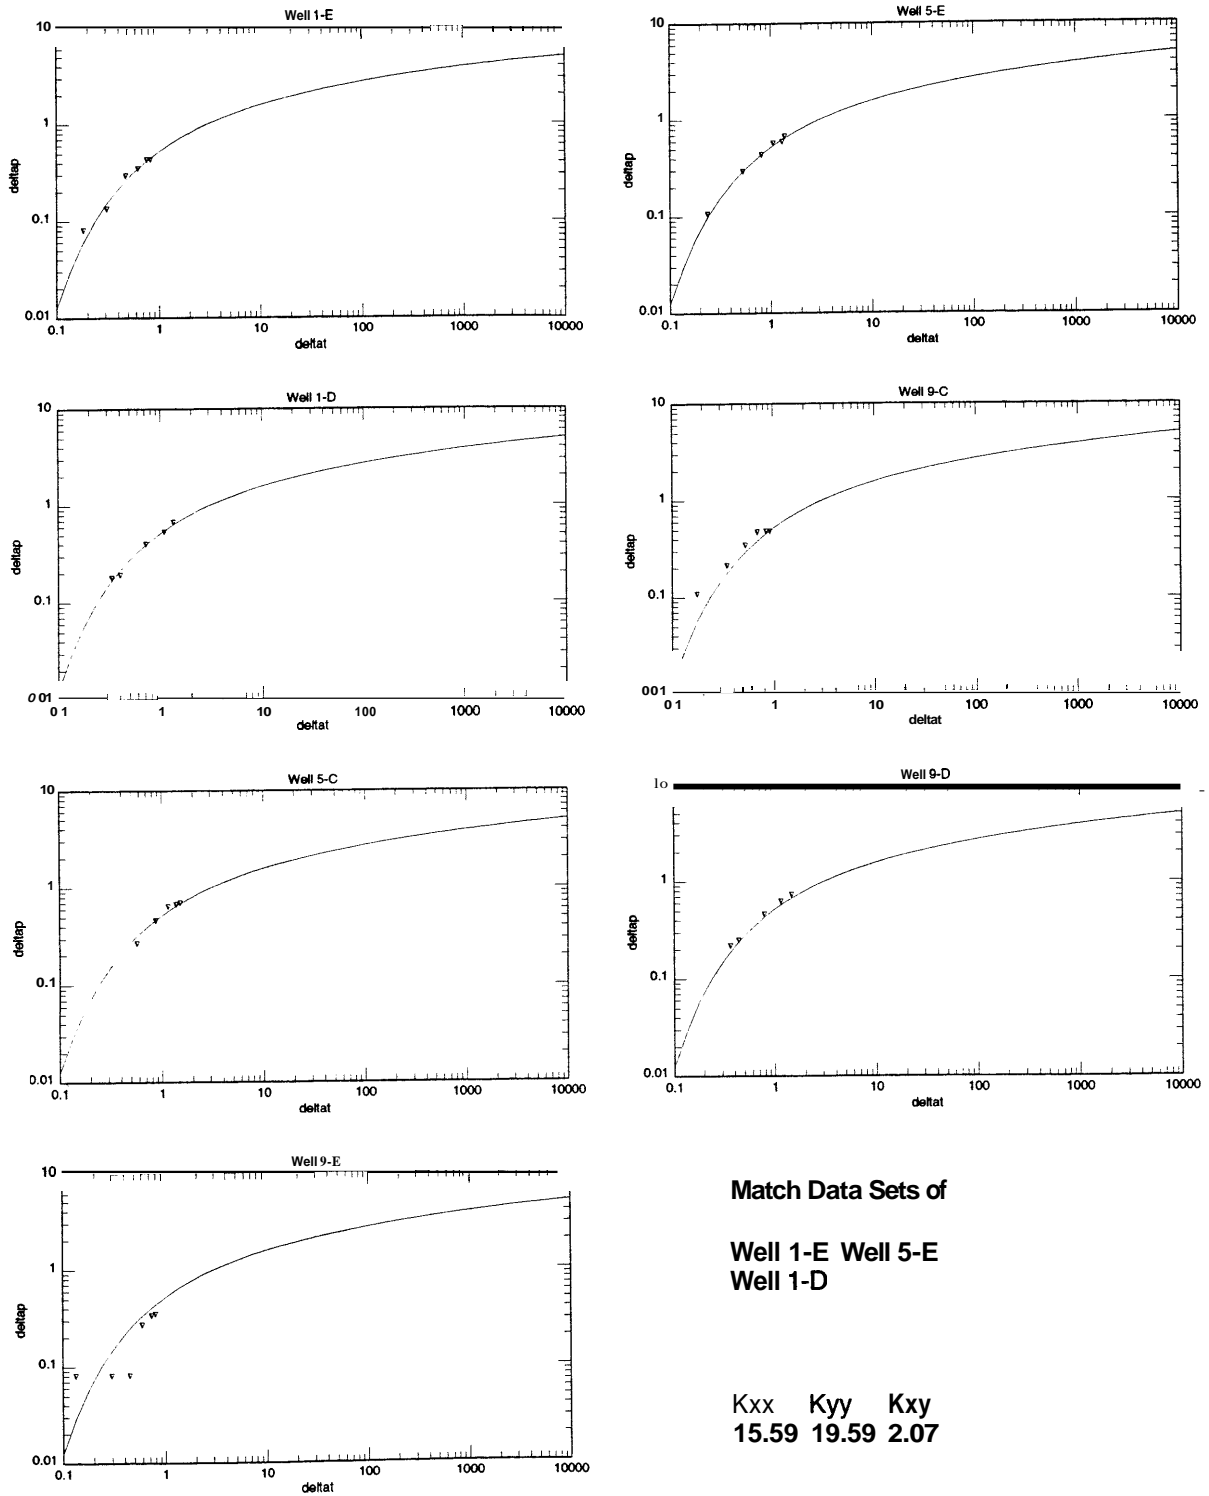 Well 1-E
10
1
0.1
0.01
deltap
0.1 1 10 100 1000 10000
deltat
Well 5-E
10
1
0.1
0.01
deltap
0.1 1 10 100 1000 10000
deltat
Well 1-D
10
1
0.1
0 01
deltap
0 1 1 10 100 1000 10000
deltat
Well 9-C
10
1
0.1
001
deltap
0 1 1 10 100 1000 10000
deltat
Well 5-C
10
1
0.1
0.01
deltap
0.1 1 10 100 1000 10000
deltat
Well 9-D
1o
1
0.1
0.01
deltap
0.1 1 10 100 1000 10000
deltat
Well 9-E
10
1
0.1
0.01
deltap
0.1 1 10 100 1000 10000
deltat
Match Data Sets of
Well 1-E Well 5-E
Well 1-D
Kxx Kyy Kxy
15.59 19.59 2.07